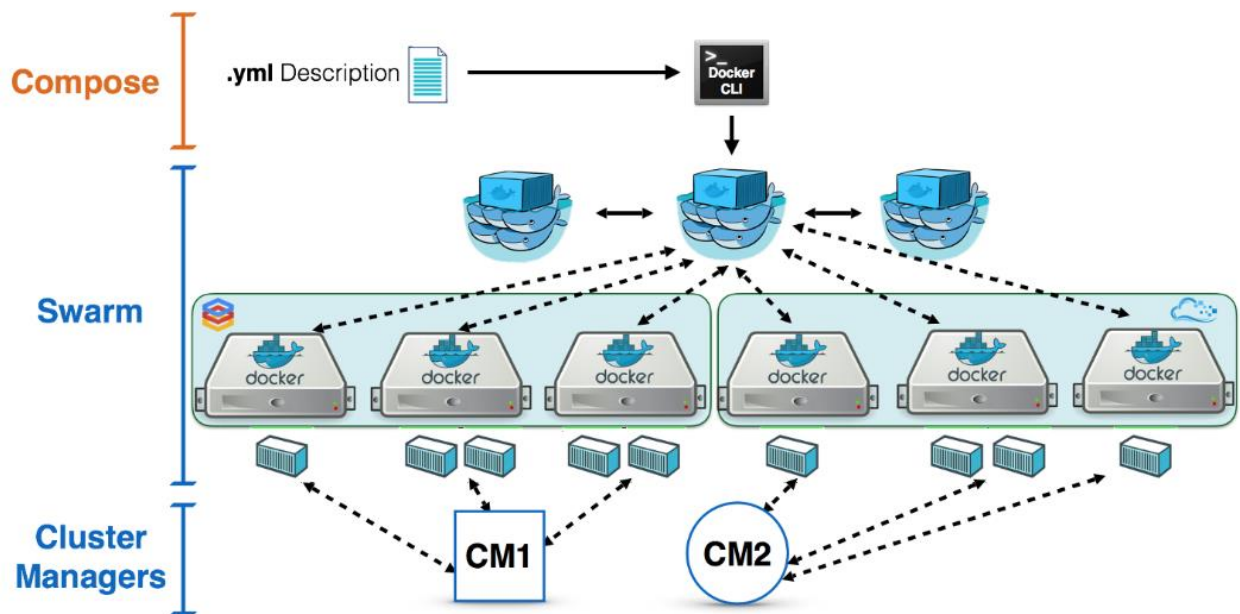 Compose
.yml Description
>_
Docker
CLI
Swarm
docker
docker
docker
docker
docker
docker
Cluster
Managers
CM1
CM2